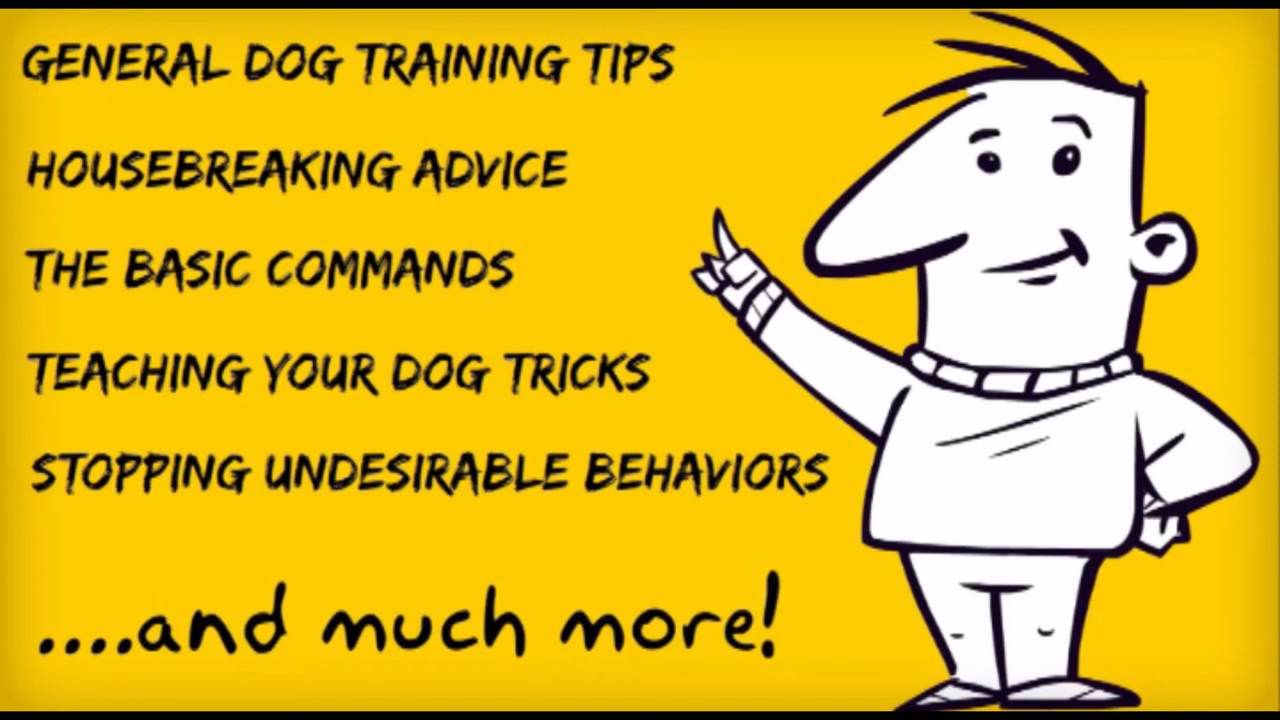 GENERAL DOG TRAINING TIPS
HOUSEBREAKING ADVICE
THE BASIC COMMANDS
TEACHING YOUR DOG TRICKS
STOPPING UNDESIRABLE BEHAVIORS
....and much more!